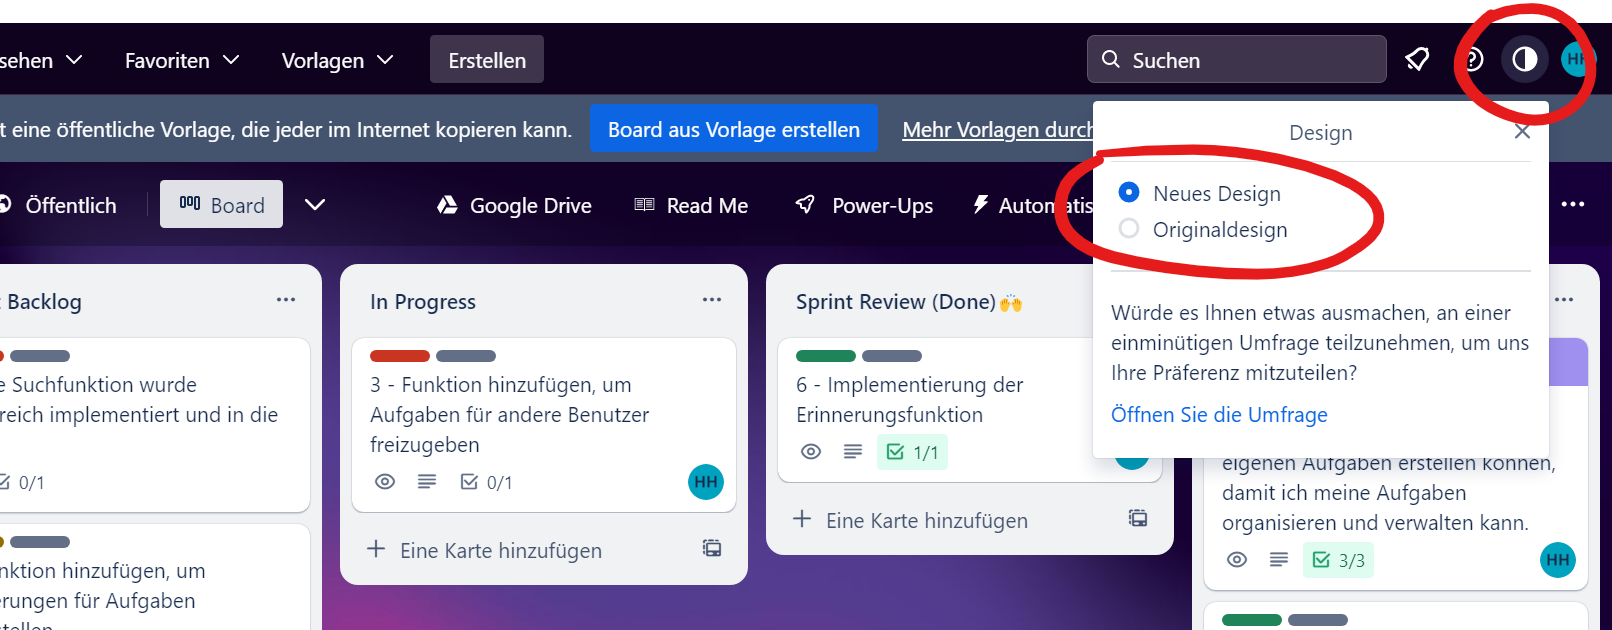 sehen
Favoriten
Vorlagen
Erstellen
Suchen
HH
t eine öffentliche Vorlage, die jeder im Internet kopieren kann.
Board aus Vorlage erstellen
Mehr Vorlagen durch
Design
Neues Design
Originaldesign
Würde es Ihnen etwas ausmachen, an einer
einminütigen Umfrage teilzunehmen, um uns
Ihre Präferenz mitzuteilen?
Öffnen Sie die Umfrage
Öffentlich
Board
Google Drive
Read Me
Power-Ups
Automatis
Backlog
e Suchfunktion wurde
reich implementiert und in die
0/1
nktion hinzufügen, um
erungen für Aufgaben
In Progress
3 - Funktion hinzufügen, um
Aufgaben für andere Benutzer
freizugeben
0/1
HH
+ Eine Karte hinzufügen
Sprint Review (Done)🙌
6 - Implementierung der
Erinnerungsfunktion
1/1
+ Eine Karte hinzufügen
eigenen Aufgaben erstellen können,
damit ich meine Aufgaben
organisieren und verwalten kann.
3/3
HH